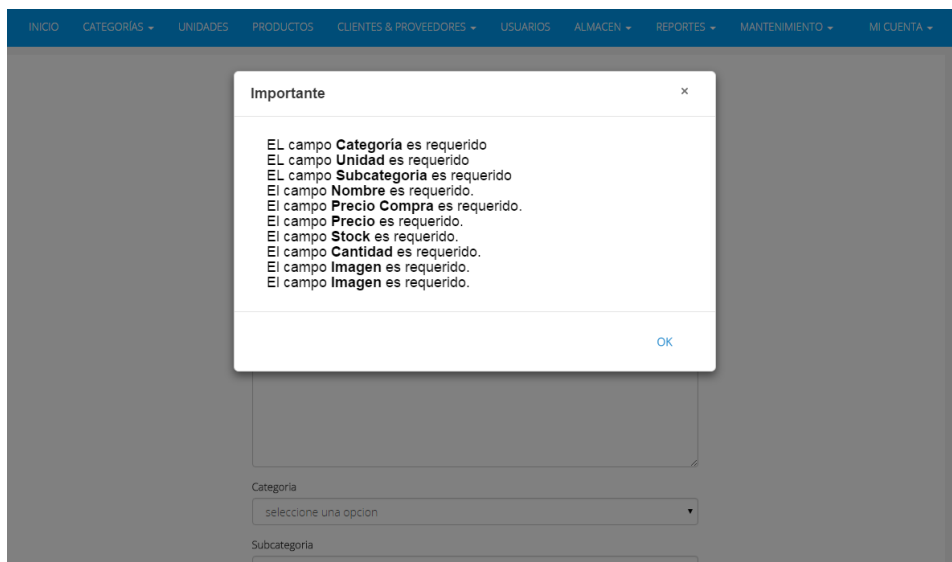 INICIO CATEGORÍAS UNIDADES PRODUCTOS CLIENTES & PROVEEDORES USUARIOS ALMACEN REPORTES MANTENIMIENTO MI CUENTA
Importante ×
EL campo Categoría es requerido
EL campo Unidad es requerido
EL campo Subcategoria es requerido
El campo Nombre es requerido.
El campo Precio Compra es requerido.
El campo Precio es requerido.
El campo Stock es requerido.
El campo Cantidad es requerido.
El campo Imagen es requerido.
El campo Imagen es requerido.
OK
Categoria
seleccione una opcion
Subcategoria